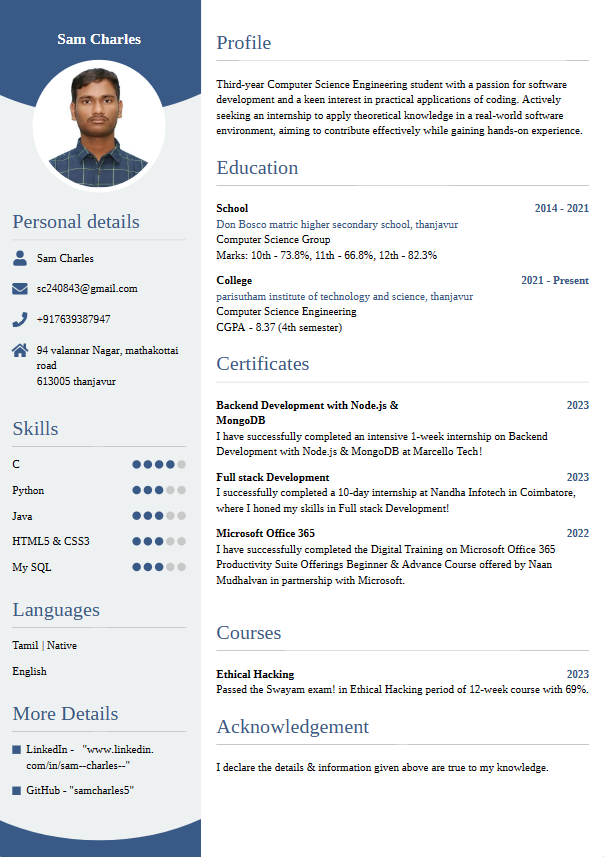 Sam Charles
Personal details
Sam Charles
sc240843@gmail.com
+917639387947
94 valannar Nagar, mathakottai
road
613005 thanjavur
Skills
C
Python
Java
HTML5 & CSS3
My SQL
Languages
Tamil | Native
English
More Details
LinkedIn - "www.linkedin.
com/in/sam--charles--"
GitHub - "samcharles5"
Profile
Third-year Computer Science Engineering student with a passion for software
development and a keen interest in practical applications of coding. Actively
seeking an internship to apply theoretical knowledge in a real-world software
environment, aiming to contribute effectively while gaining hands-on experience.
Education
School 2014 - 2021
Don Bosco matric higher secondary school, thanjavur
Computer Science Group
Marks: 10th - 73.8%, 11th - 66.8%, 12th - 82.3%
College 2021 - Present
parisutham institute of technology and science, thanjavur
Computer Science Engineering
CGPA - 8.37 (4th semester)
Certificates
Backend Development with Node.js & 2023
MongoDB
I have successfully completed an intensive 1-week internship on Backend
Development with Node.js & MongoDB at Marcello Tech!
Full stack Development 2023
I successfully completed a 10-day internship at Nandha Infotech in Coimbatore,
where I honed my skills in Full stack Development!
Microsoft Office 365 2022
I have successfully completed the Digital Training on Microsoft Office 365
Productivity Suite Offerings Beginner & Advance Course offered by Naan
Mudhalvan in partnership with Microsoft.
Courses
Ethical Hacking 2023
Passed the Swayam exam! in Ethical Hacking period of 12-week course with 69%.
Acknowledgement
I declare the details & information given above are true to my knowledge.